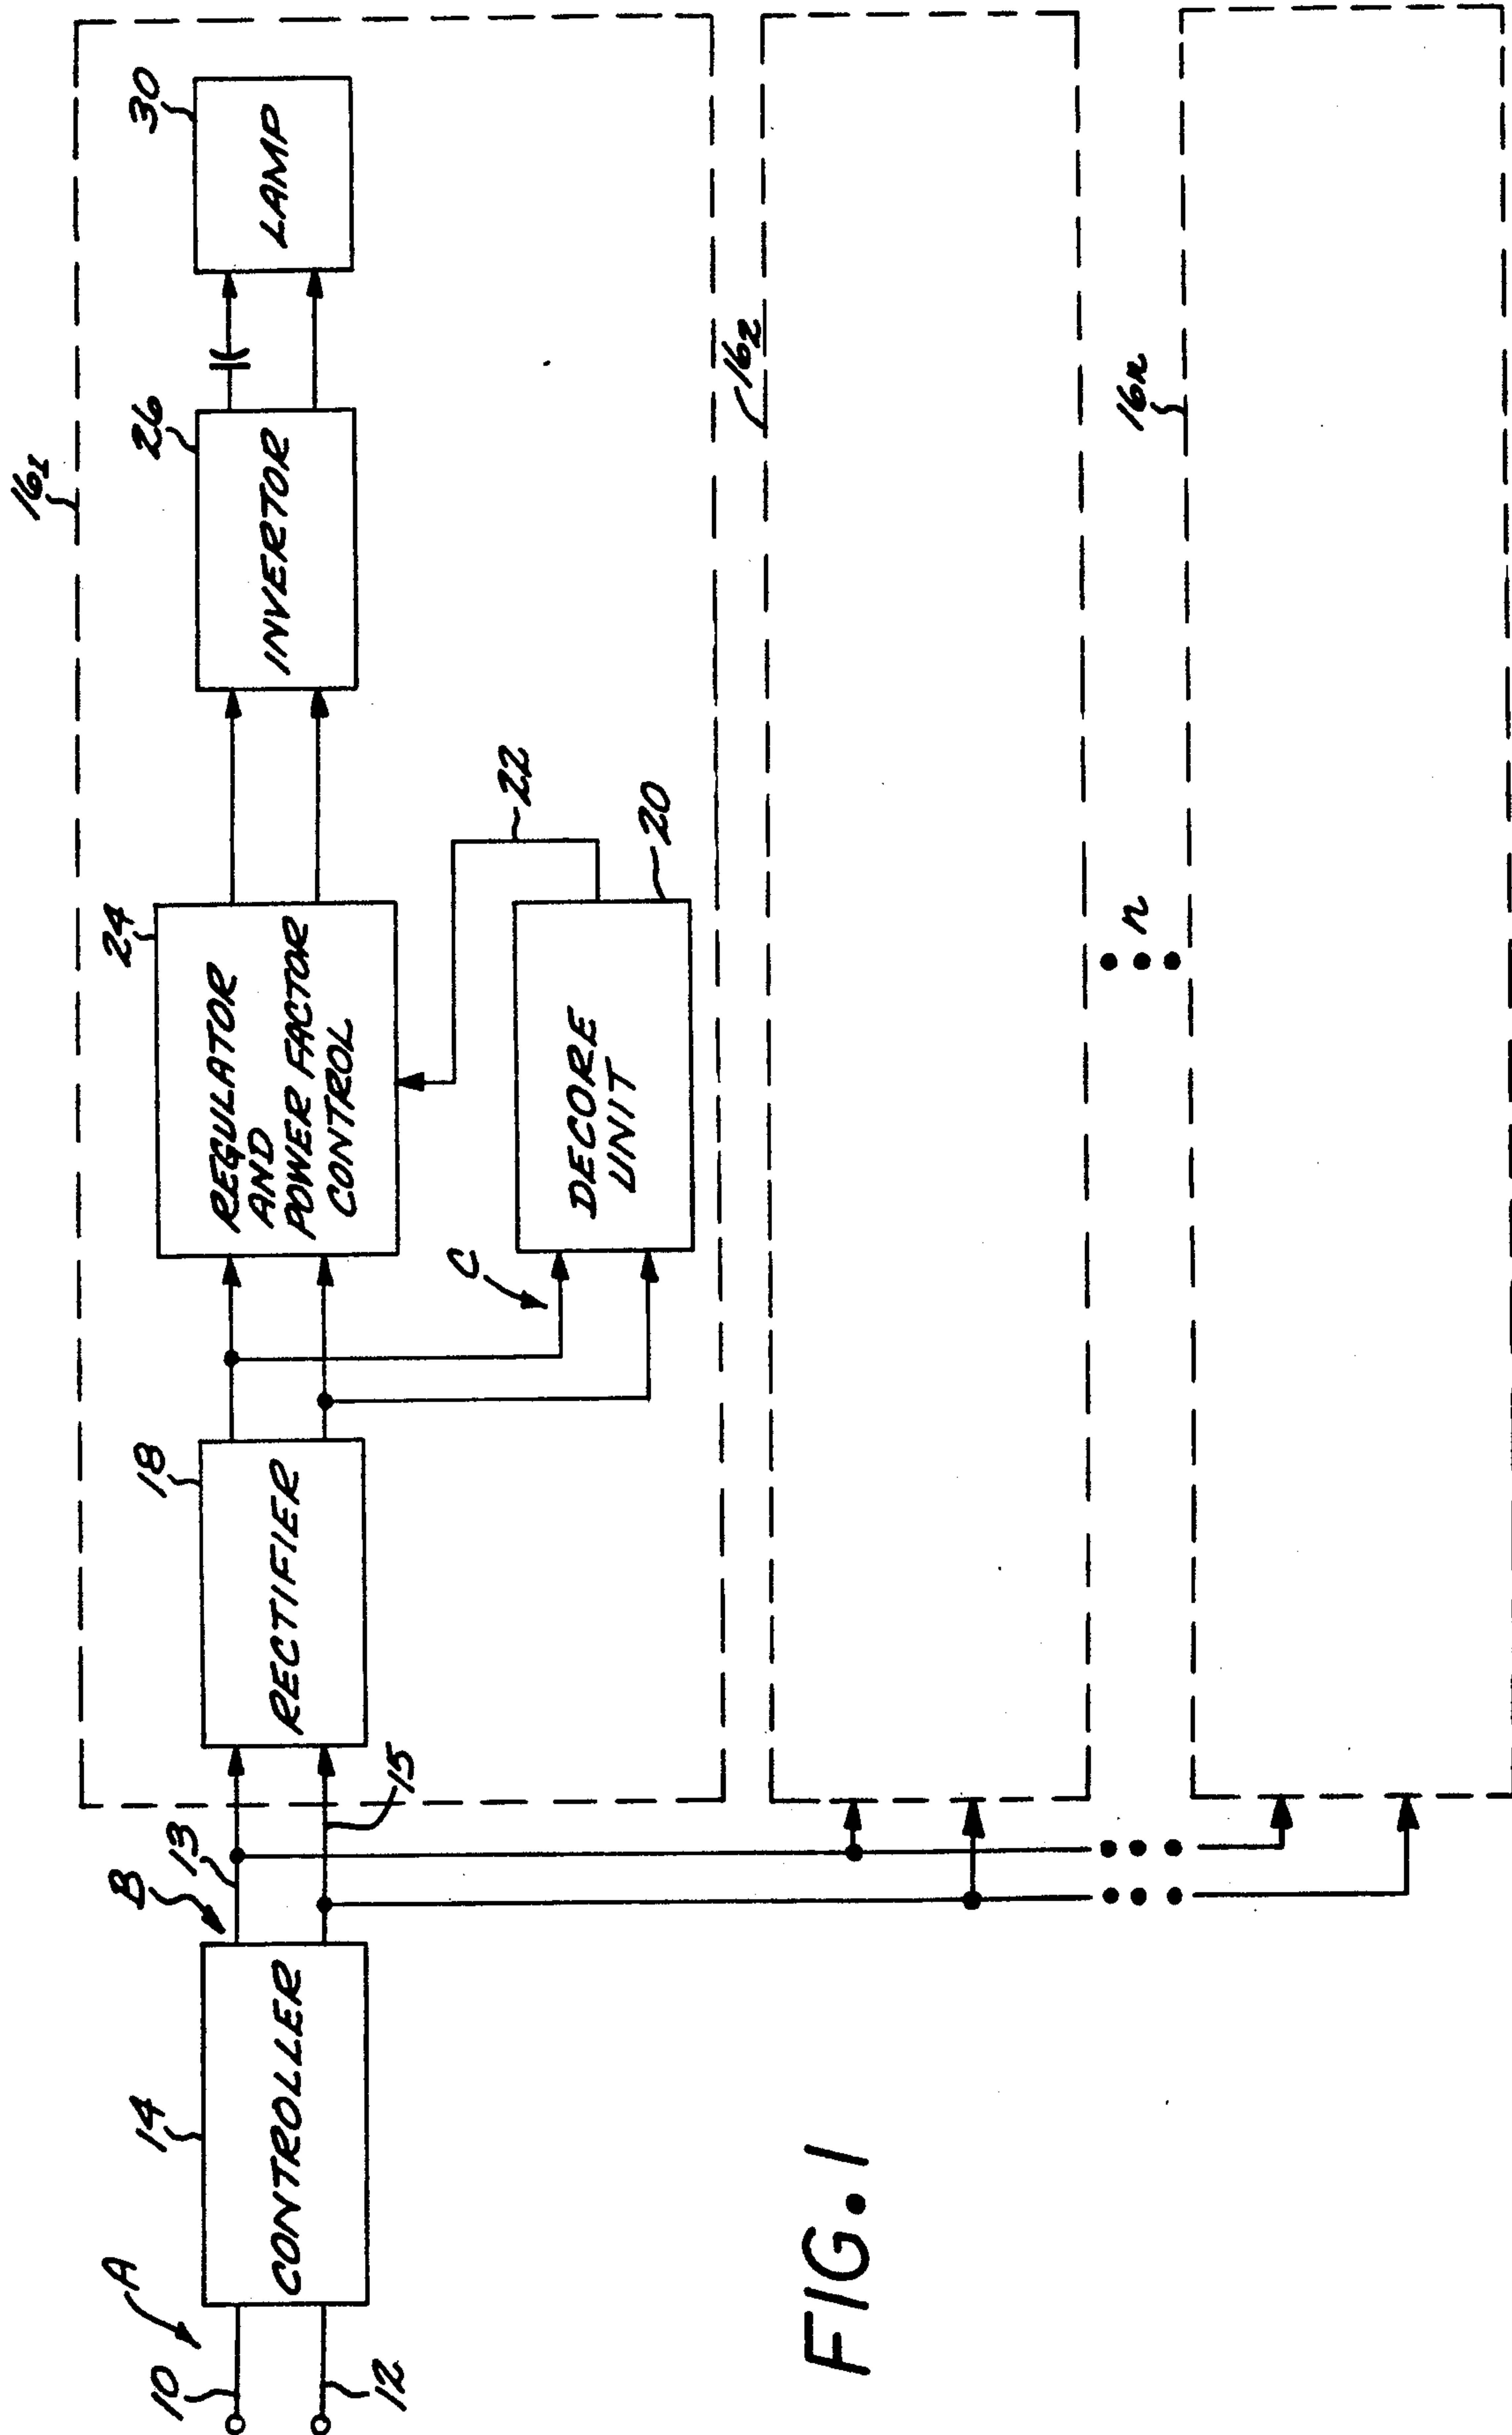 16₁
10
A
12
14
CONTROLLER
B
13
15
18
RECTIFIER
C
24
REGULATOR
AND
POWER FACTOR
CONTROL
22
20
DECORE
UNIT
26
INVERTOR
30
LAMP
16₂
n
16n
FIG. 1